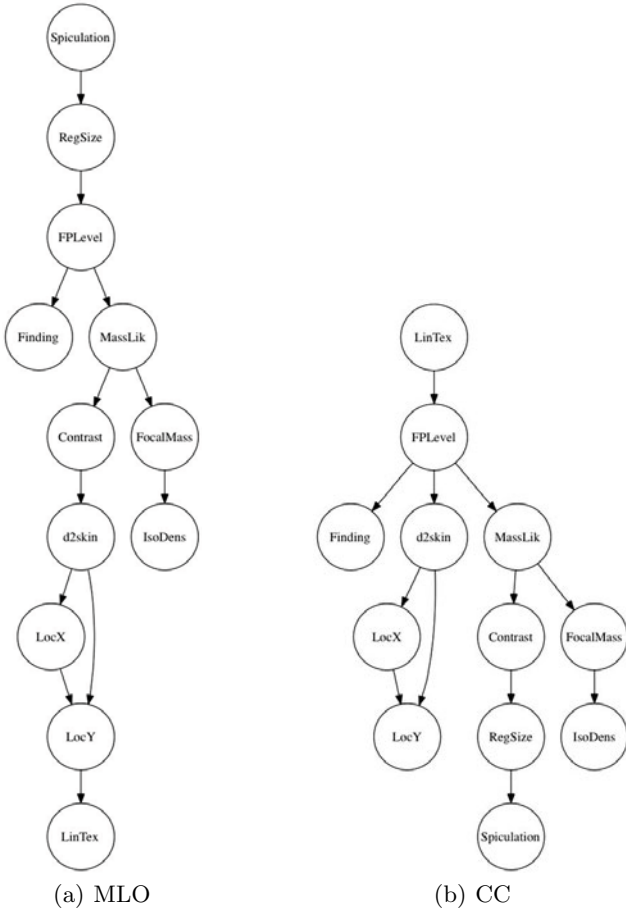 Spiculation
RegSize
FPLevel
Finding
MassLik
Contrast
FocalMass
d2skin
IsoDens
LocX
LocY
LinTex
(a) MLO
LinTex
FPLevel
Finding
d2skin
MassLik
LocX
Contrast
FocalMass
LocY
RegSize
IsoDens
Spiculation
(b) CC